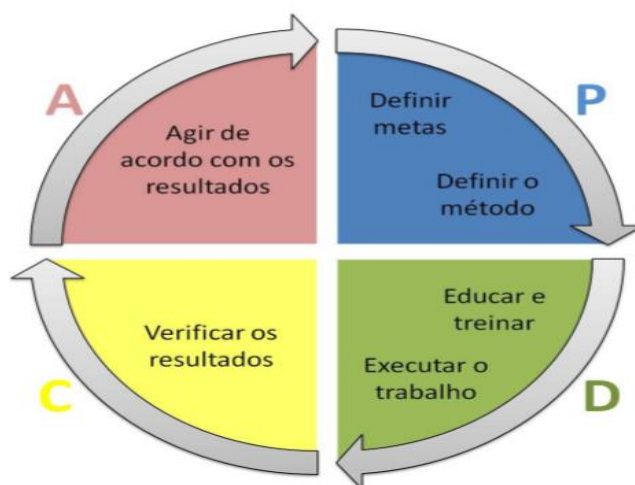 A
Agir de
acordo com os
resultados
P
Definir
metas
Definir o
método
C
Verificar os
resultados
D
Educar e
treinar
Executar o
trabalho